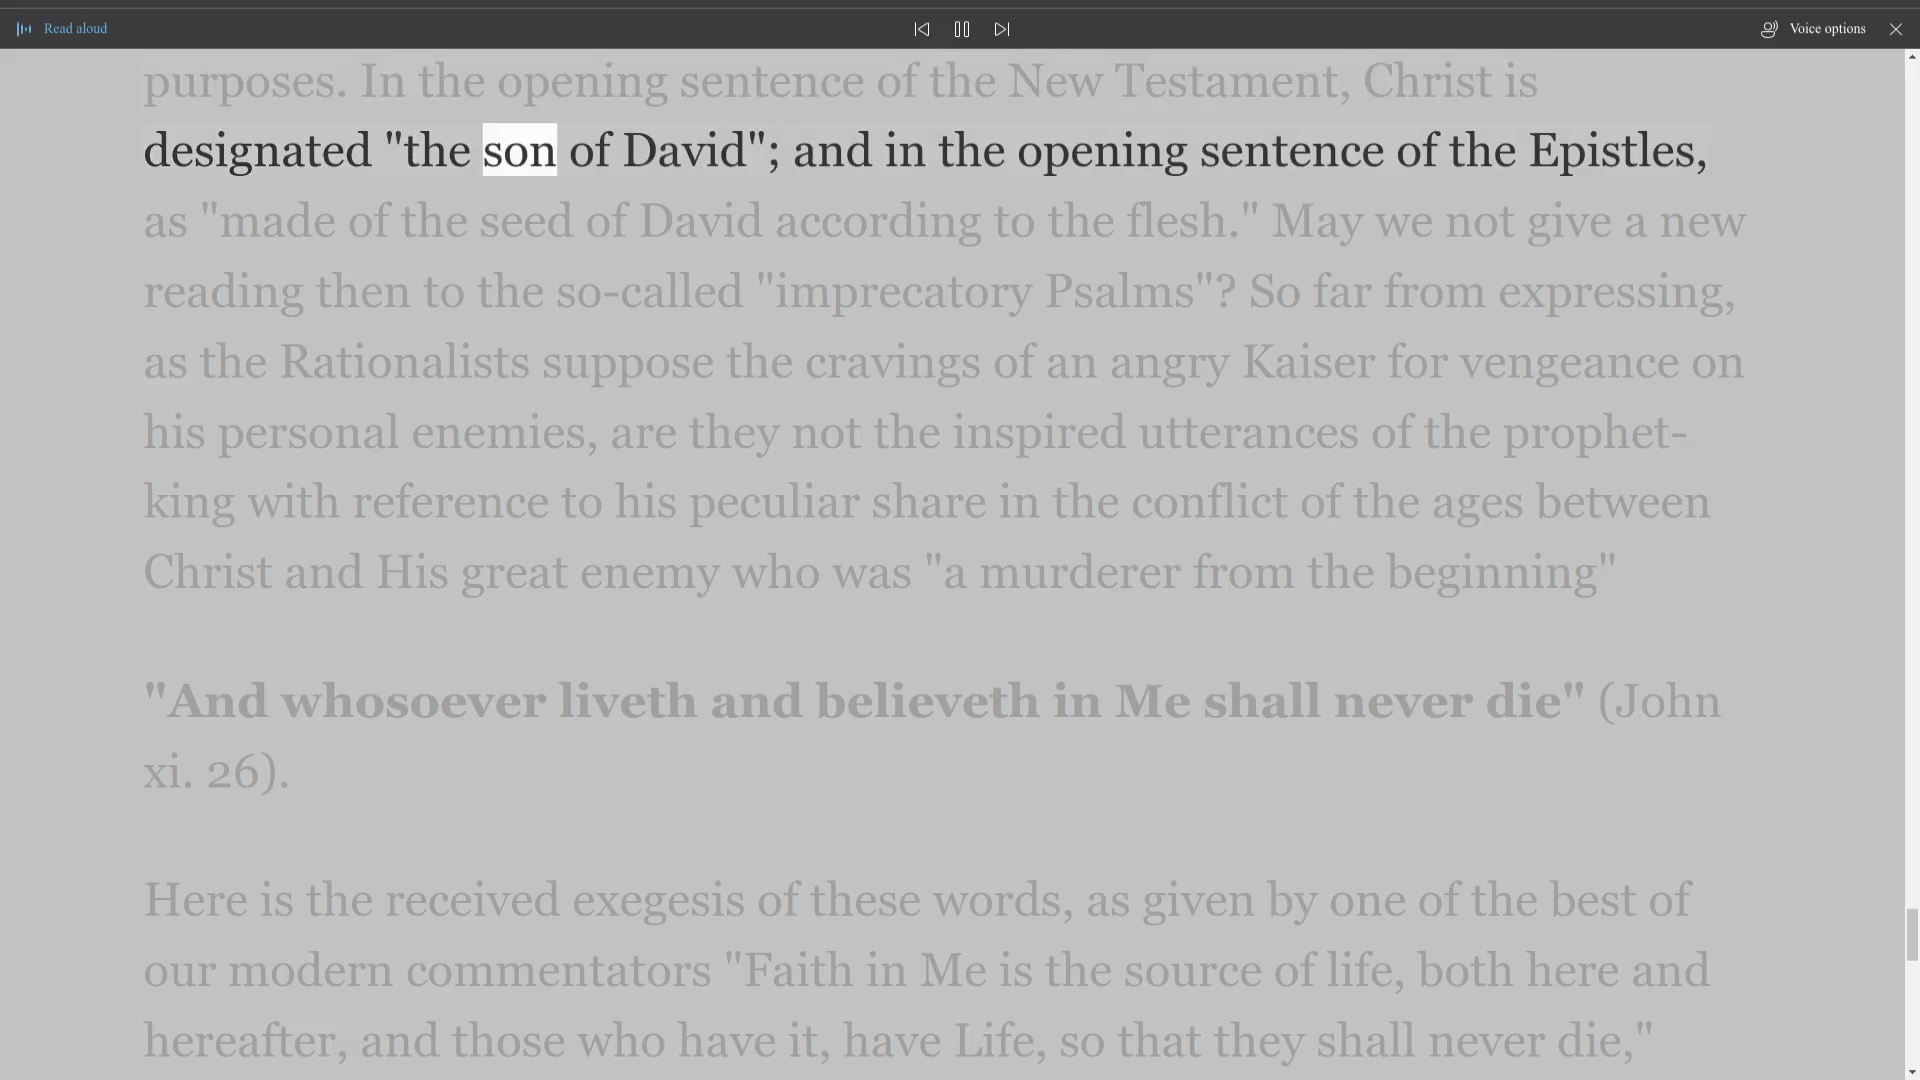 Read aloud
Voice options
purposes. In the opening sentence of the New Testament, Christ is
designated "the son of David"; and in the opening sentence of the Epistles,
as "made of the seed of David according to the flesh." May we not give a new
reading then to the so-called "imprecatory Psalms"? So far from expressing,
as the Rationalists suppose the cravings of an angry Kaiser for vengeance on
his personal enemies, are they not the inspired utterances of the prophet-
king with reference to his peculiar share in the conflict of the ages between
Christ and His great enemy who was "a murderer from the beginning"
"And whosoever liveth and believeth in Me shall never die" (John
xi. 26).
Here is the received exegesis of these words, as given by one of the best of
our modern commentators "Faith in Me is the source of life, both here and
hereafter, and those who have it, have Life, so that they shall never die,"